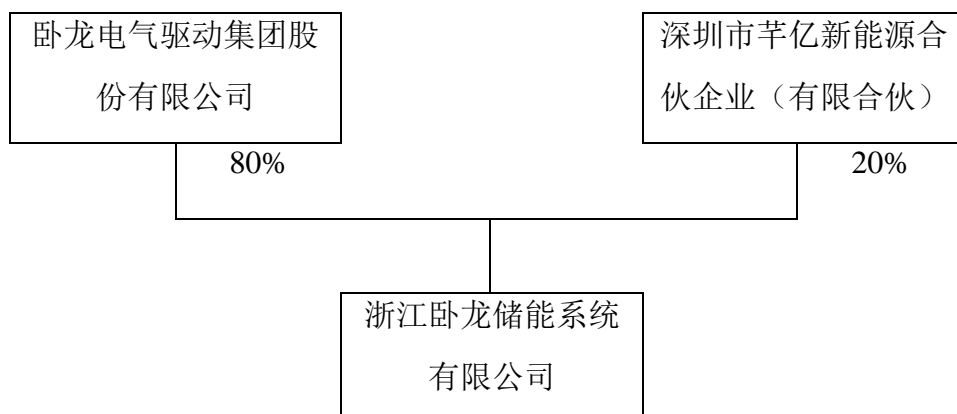 卧龙电气驱动集团股
份有限公司
深圳市芊亿新能源合
伙企业（有限合伙）
80%
20%
浙江卧龙储能系统
有限公司